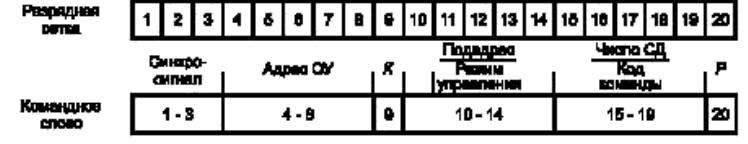 Разрядная сетка
1 2 3 4 5 6 7 8 9 10 11 12 13 14 15 16 17 18 19 20
Синхро-сигнал
Адрес ОУ
К
Подадрес
Режим управления
Число СД
Код команды
Р
Командное слово
1 - 3
4 - 8
9
10 - 14
15 - 19
20